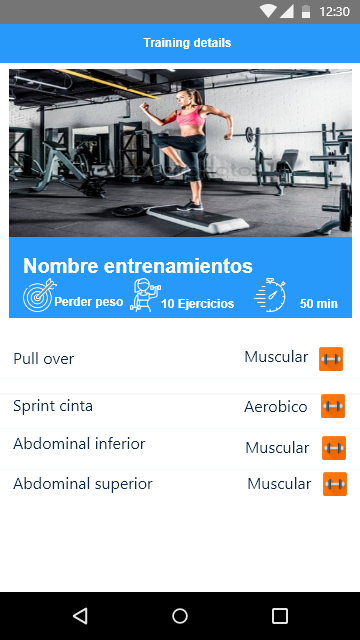 12:30
Training details
Nombre entrenamientos
Perder peso 10 Ejercicios 50 min
Pull over Muscular
Sprint cinta Aerobico
Abdominal inferior Muscular
Abdominal superior Muscular